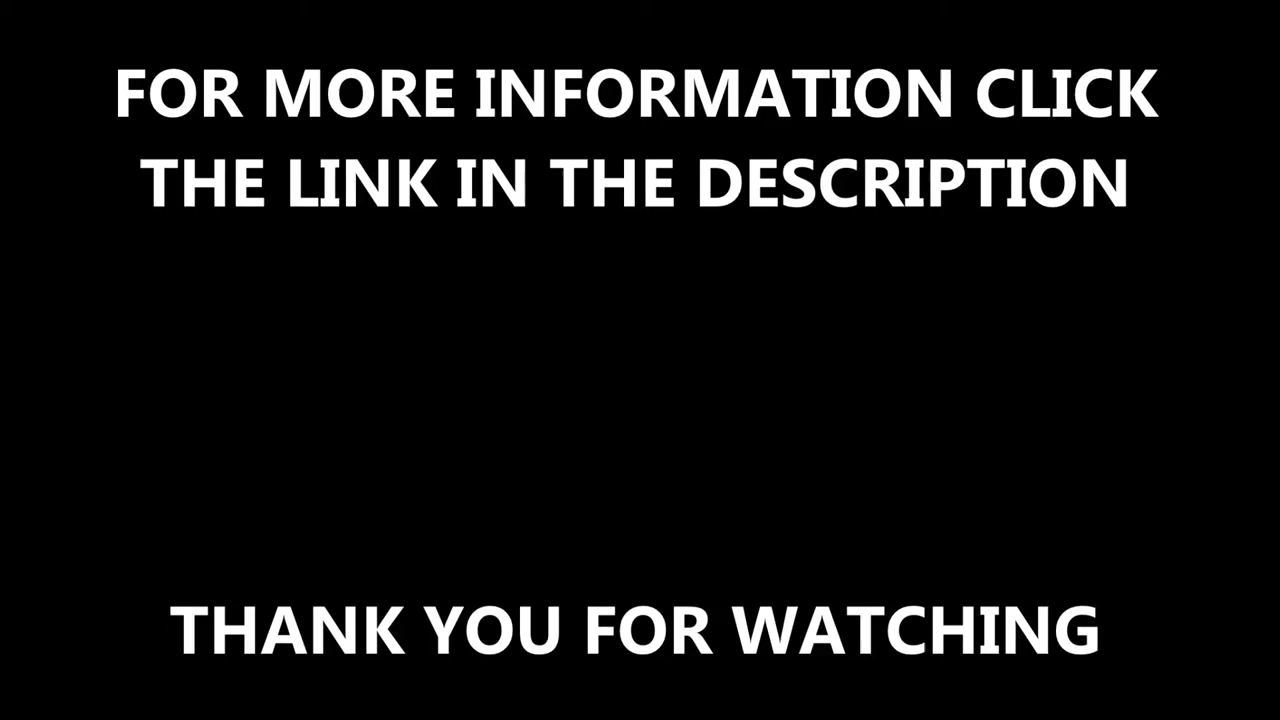 FOR MORE INFORMATION CLICK
THE LINK IN THE DESCRIPTION
THANK YOU FOR WATCHING